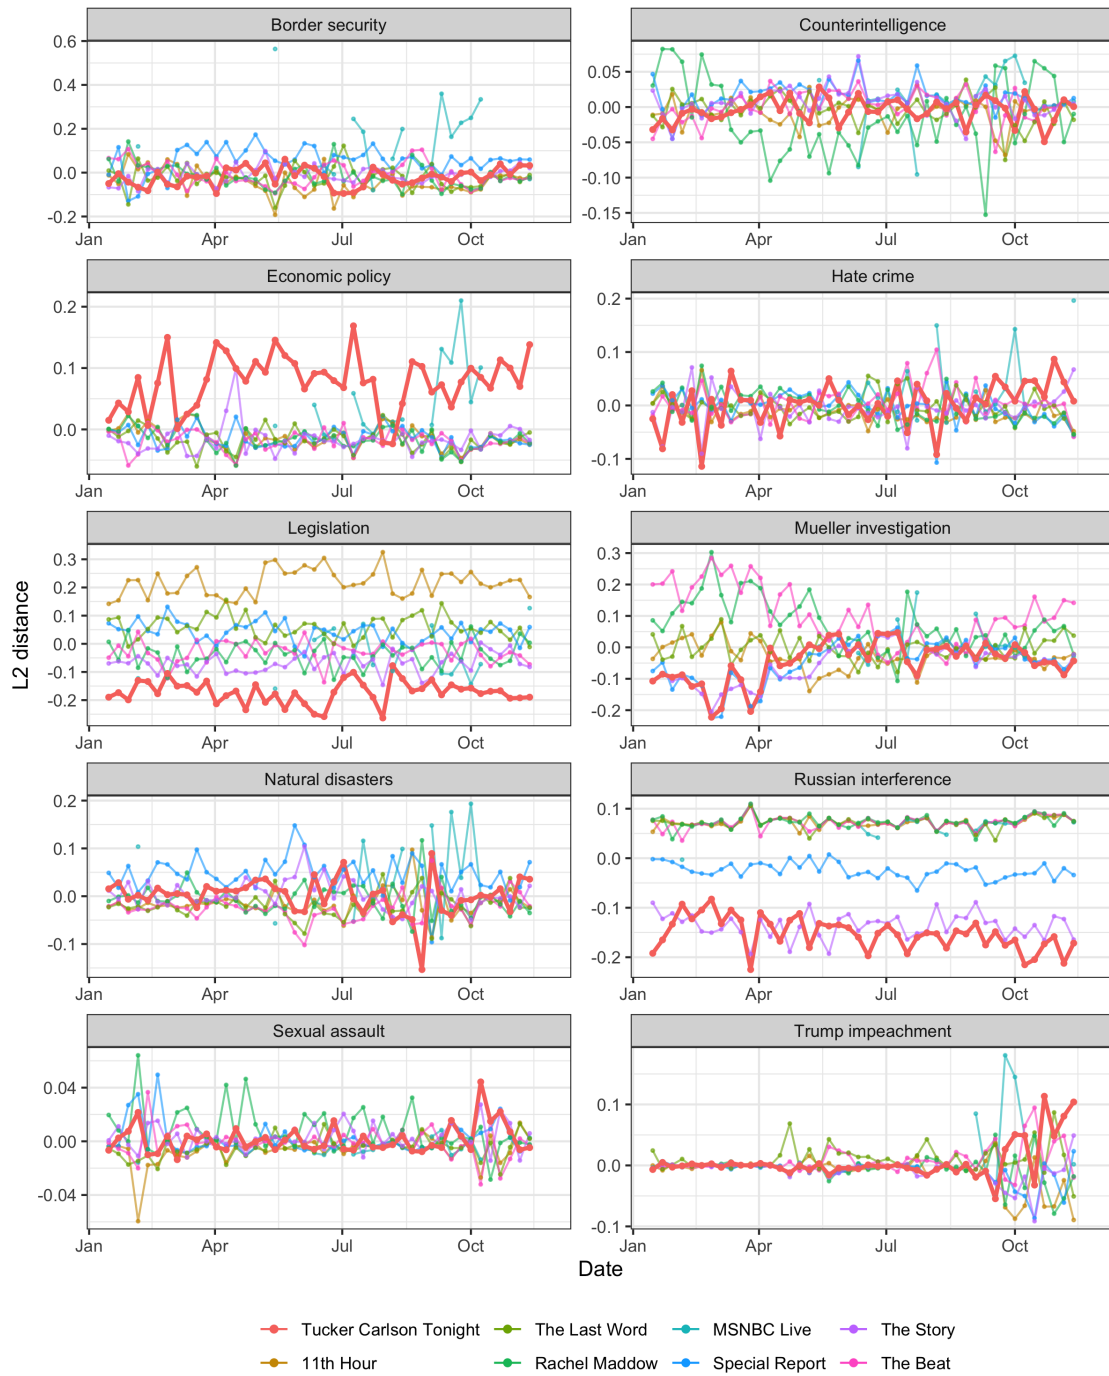 Border security
Counterintelligence
0.6
0.4
0.2
0.0
-0.2
0.05
0.00
-0.05
-0.10
-0.15
Jan Apr Jul Oct
Jan Apr Jul Oct
Economic policy
Hate crime
0.2
0.1
0.0
0.2
0.1
0.0
-0.1
Jan Apr Jul Oct
Jan Apr Jul Oct
Legislation
Mueller investigation
0.3
0.2
0.1
0.0
-0.1
-0.2
0.3
0.2
0.1
0.0
-0.1
-0.2
Jan Apr Jul Oct
Jan Apr Jul Oct
L2 distance
Natural disasters
Russian interference
0.2
0.1
0.0
-0.1
0.1
0.0
-0.1
-0.2
Jan Apr Jul Oct
Jan Apr Jul Oct
Sexual assault
Trump impeachment
0.04
0.00
-0.04
0.1
0.0
-0.1
Jan Apr Jul Oct
Jan Apr Jul Oct
Date
Tucker Carlson Tonight The Last Word MSNBC Live The Story
11th Hour Rachel Maddow Special Report The Beat